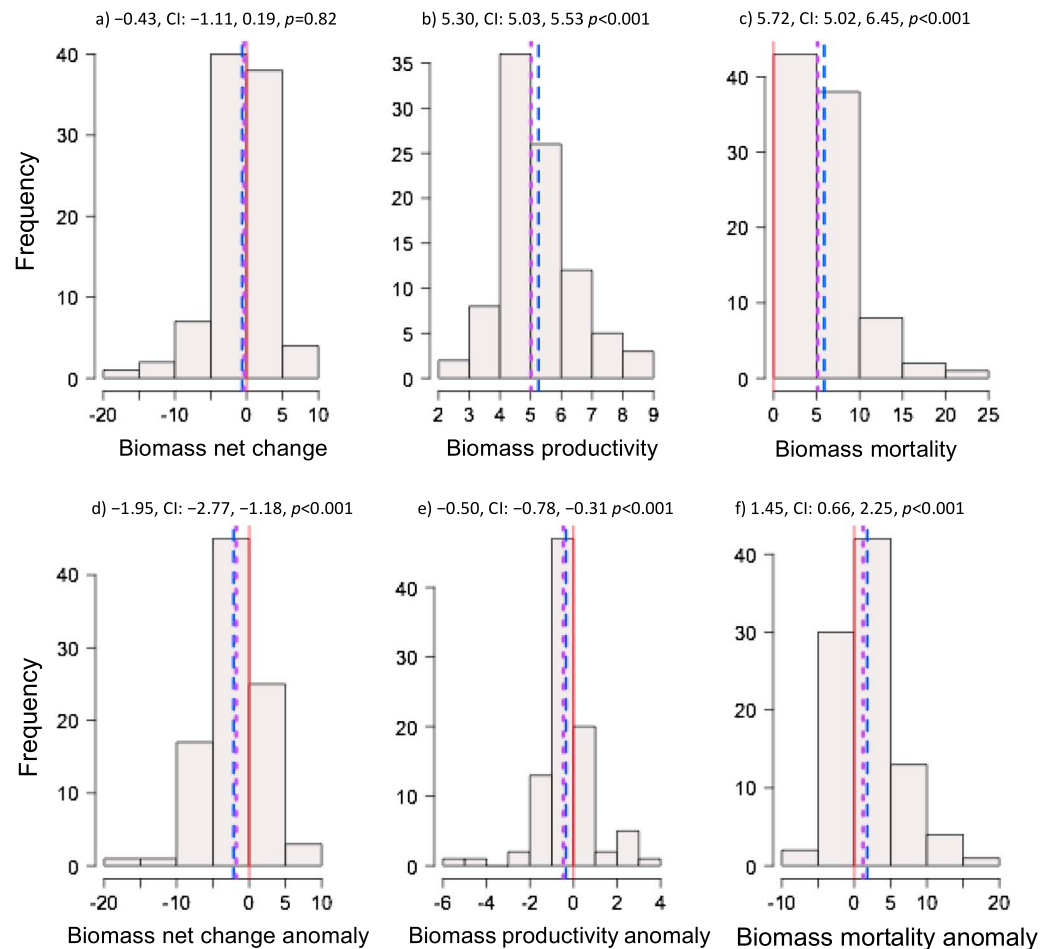 a) −0.43, CI: −1.11, 0.19, p=0.82
b) 5.30, CI: 5.03, 5.53 p<0.001
c) 5.72, CI: 5.02, 6.45, p<0.001
Frequency
40
30
20
10
0
-20 -10 0 5 10
Biomass net change
35
30
25
20
15
10
5
0
2 3 4 5 6 7 8 9
Biomass productivity
40
30
20
10
0
0 5 10 15 20 25
Biomass mortality
d) −1.95, CI: −2.77, −1.18, p<0.001
e) −0.50, CI: −0.78, −0.31 p<0.001
f) 1.45, CI: 0.66, 2.25, p<0.001
Frequency
40
30
20
10
0
-20 -10 0 5 10
Biomass net change anomaly
40
30
20
10
0
-6 -4 -2 0 2 4
Biomass productivity anomaly
40
30
20
10
0
-10 0 5 10 20
Biomass mortality anomaly